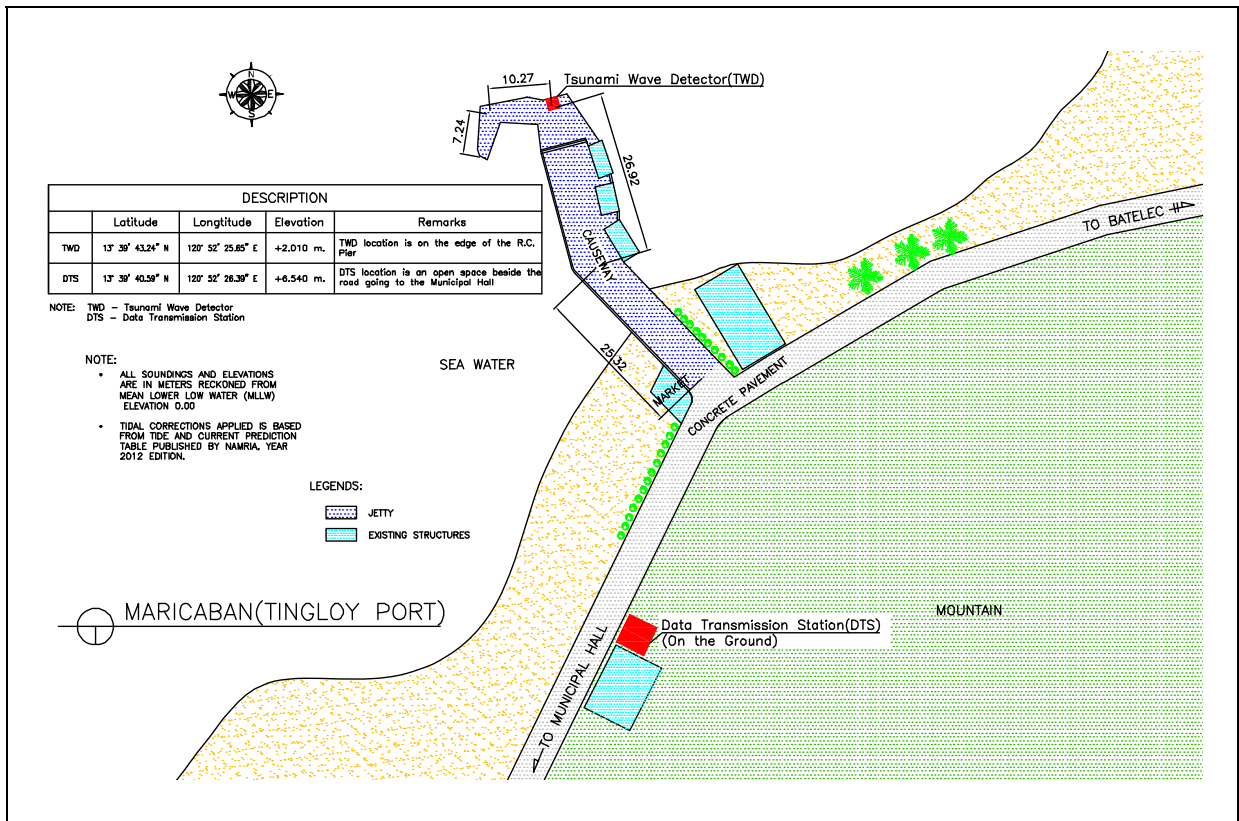 N
W
E
S
10.27
Tsunami Wave Detector(TWD)
7.24
26.92
DESCRIPTION
Latitude Longtitude Elevation Remarks
TWD 13° 39' 43.24" N 120° 52' 25.65" E +2.010 m. TWD location is on the edge of the R.C.
Pier
DTS 13° 39' 40.59" N 120° 52' 26.39" E +6.540 m. DTS location is an open space beside the
road going to the Municipal Hall
NOTE: TWD - Tsunami Wave Detector
DTS - Data Transmission Station
CAUSEWAY
TO BATELEC
NOTE:
• ALL SOUNDINGS AND ELEVATIONS
ARE IN METERS RECKONED FROM
MEAN LOWER LOW WATER (MLLW)
ELEVATION 0.00
• TIDAL CORRECTIONS APPLIED IS BASED
FROM TIDE AND CURRENT PREDICTION
TABLE PUBLISHED BY NAMRIA, YEAR
2012 EDITION.
SEA WATER
25.32
MARKET
CONCRETE PAVEMENT
LEGENDS:
JETTY
EXISTING STRUCTURES
MARICABAN(TINGLOY PORT)
MOUNTAIN
Data Transmission Station(DTS)
(On the Ground)
TO MUNICIPAL HALL